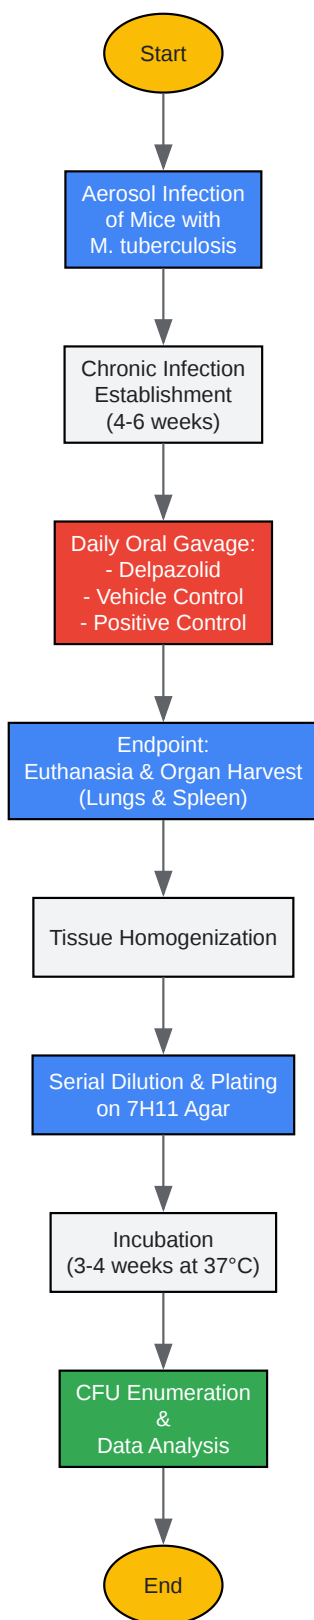 Start
Aerosol Infection
of Mice with
M. tuberculosis
Chronic Infection
Establishment
(4-6 weeks)
Daily Oral Gavage:
- Delpazolid
- Vehicle Control
- Positive Control
Endpoint:
Euthanasia & Organ Harvest
(Lungs & Spleen)
Tissue Homogenization
Serial Dilution & Plating
on 7H11 Agar
Incubation
(3-4 weeks at 37°C)
CFU Enumeration
&
Data Analysis
End